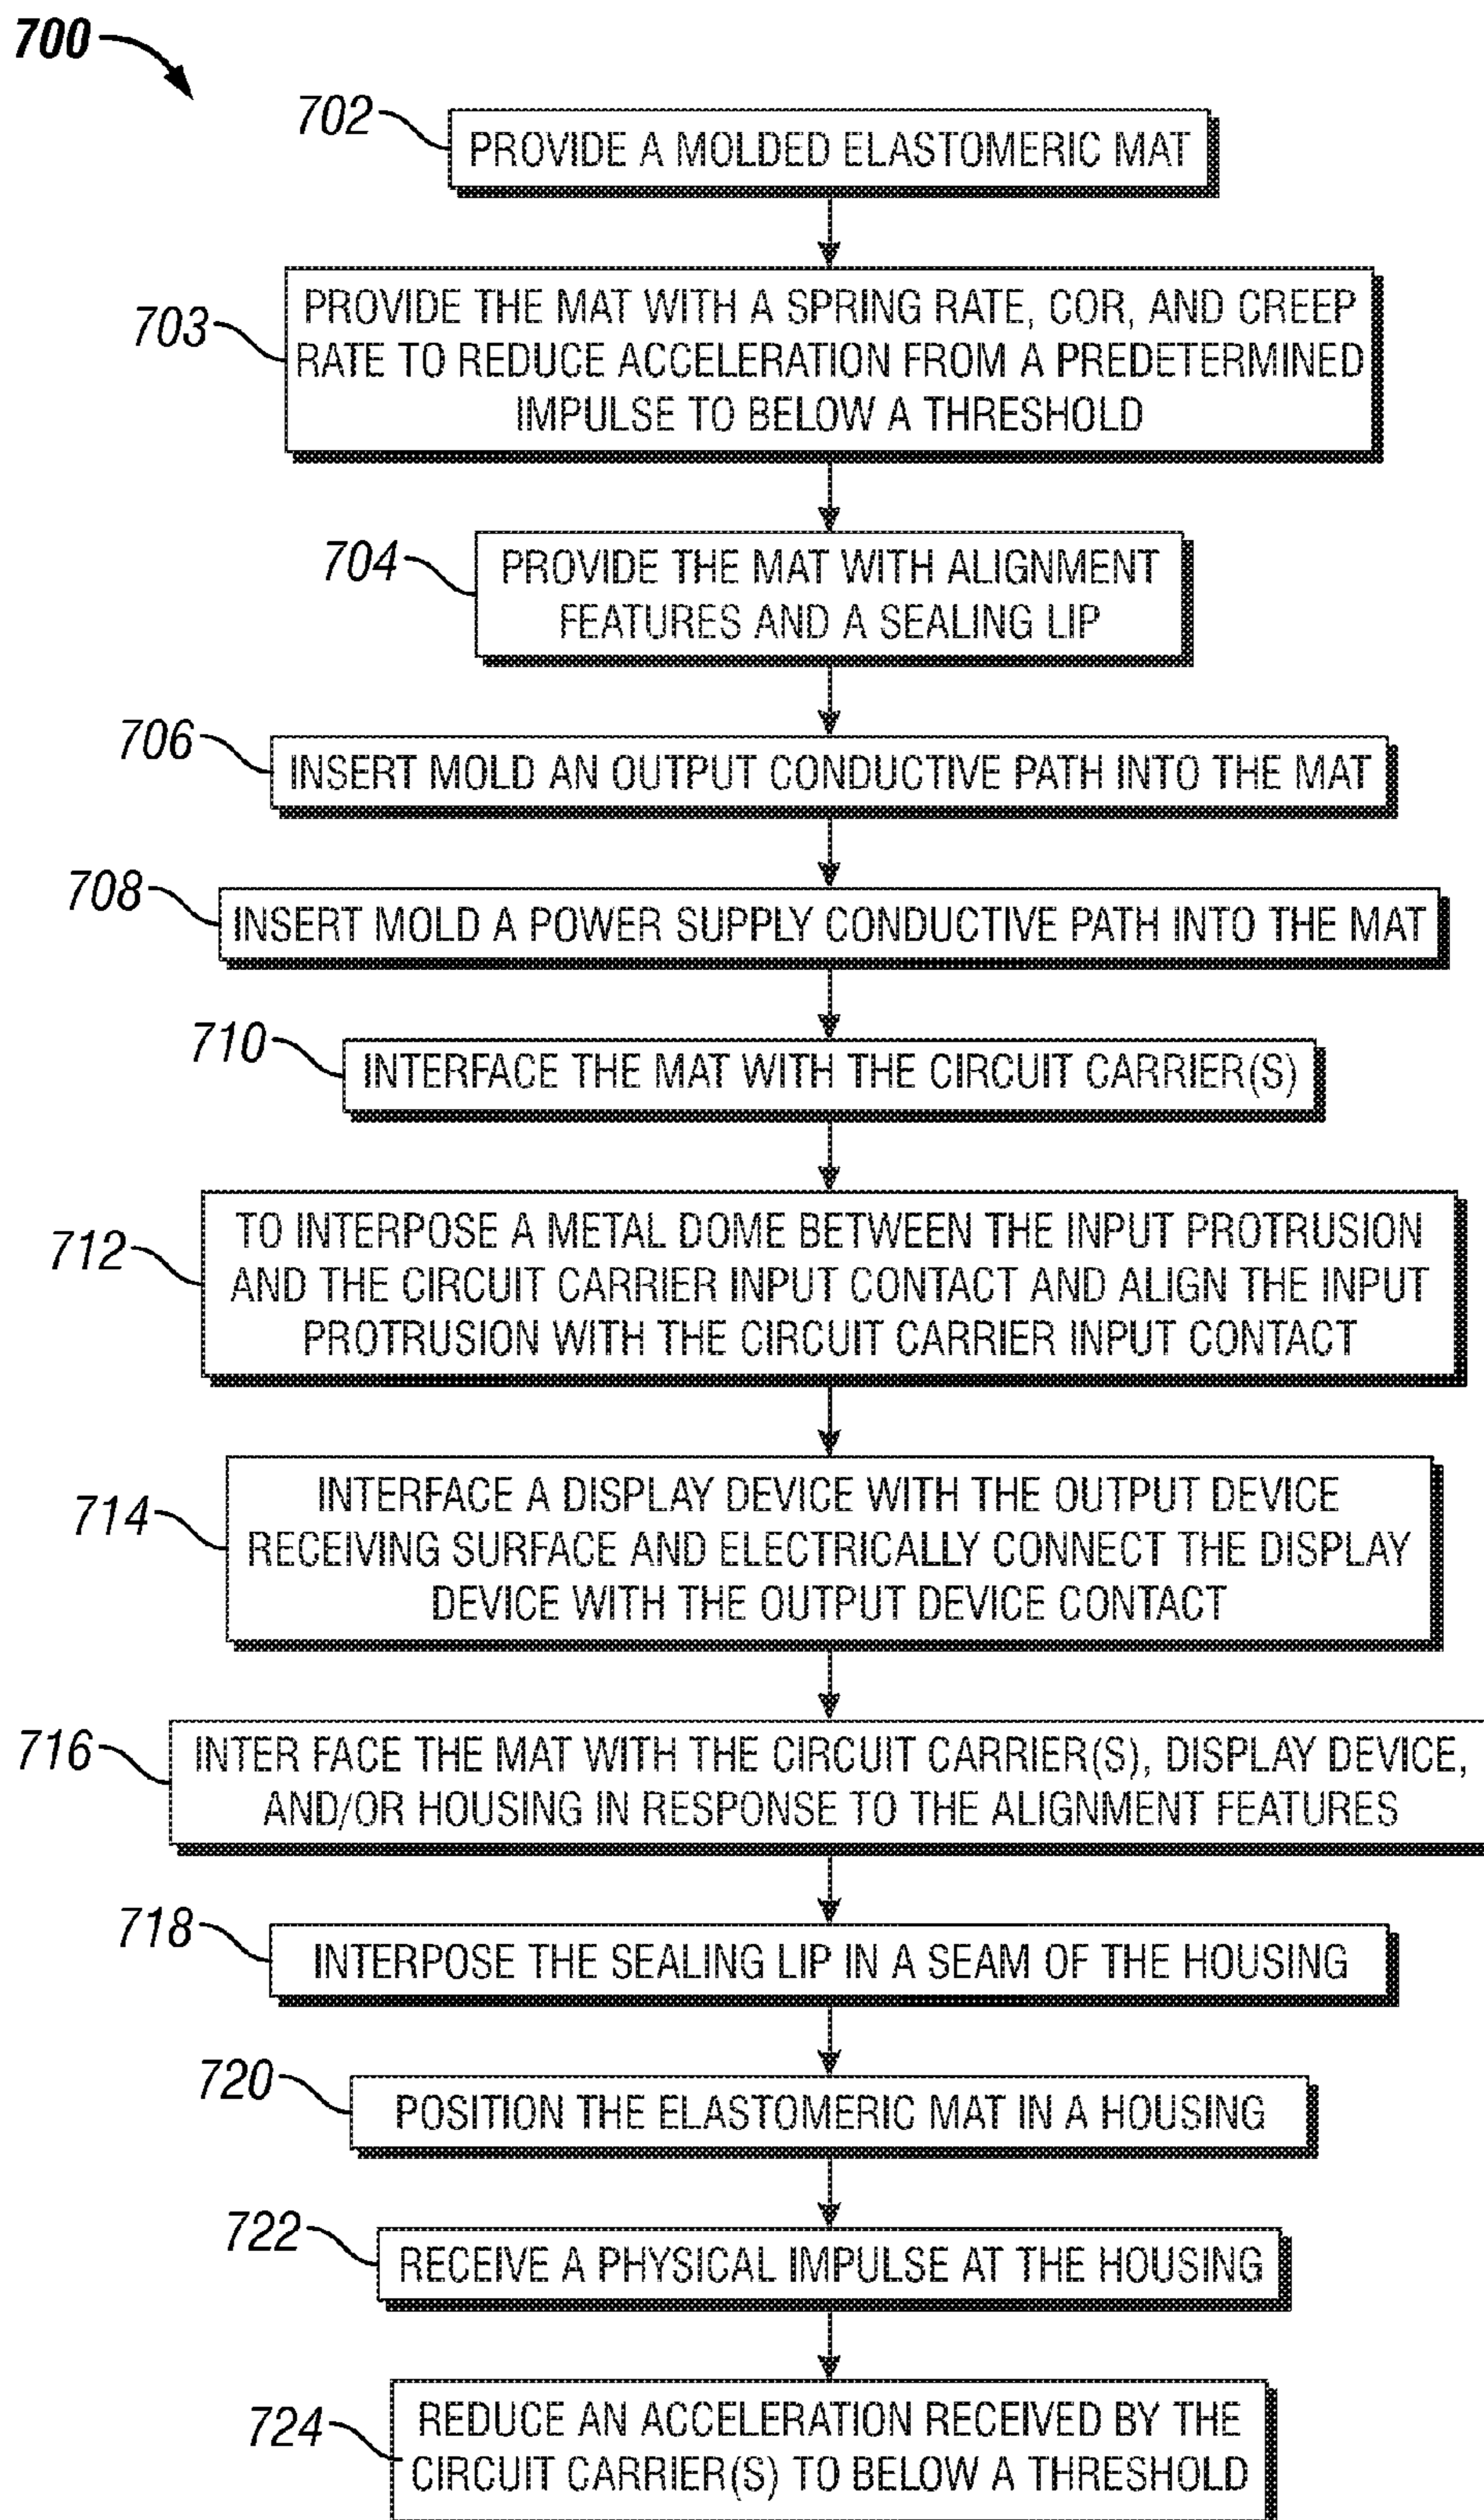 700
702
PROVIDE A MOLDED ELASTOMERIC MAT
703
PROVIDE THE MAT WITH A SPRING RATE, COR, AND CREEP
RATE TO REDUCE ACCELERATION FROM A PREDETERMINED
IMPULSE TO BELOW A THRESHOLD
704
PROVIDE THE MAT WITH ALIGNMENT
FEATURES AND A SEALING LIP
706
INSERT MOLD AN OUTPUT CONDUCTIVE PATH INTO THE MAT
708
INSERT MOLD A POWER SUPPLY CONDUCTIVE PATH INTO THE MAT
710
INTERFACE THE MAT WITH THE CIRCUIT CARRIER(S)
712
TO INTERPOSE A METAL DOME BETWEEN THE INPUT PROTRUSION
AND THE CIRCUIT CARRIER INPUT CONTACT AND ALIGN THE INPUT
PROTRUSION WITH THE CIRCUIT CARRIER INPUT CONTACT
714
INTERFACE A DISPLAY DEVICE WITH THE OUTPUT DEVICE
RECEIVING SURFACE AND ELECTRICALLY CONNECT THE DISPLAY
DEVICE WITH THE OUTPUT DEVICE CONTACT
716
INTER FACE THE MAT WITH THE CIRCUIT CARRIER(S), DISPLAY DEVICE,
AND/OR HOUSING IN RESPONSE TO THE ALIGNMENT FEATURES
718
INTERPOSE THE SEALING LIP IN A SEAM OF THE HOUSING
720
POSITION THE ELASTOMERIC MAT IN A HOUSING
722
RECEIVE A PHYSICAL IMPULSE AT THE HOUSING
724
REDUCE AN ACCELERATION RECEIVED BY THE
CIRCUIT CARRIER(S) TO BELOW A THRESHOLD